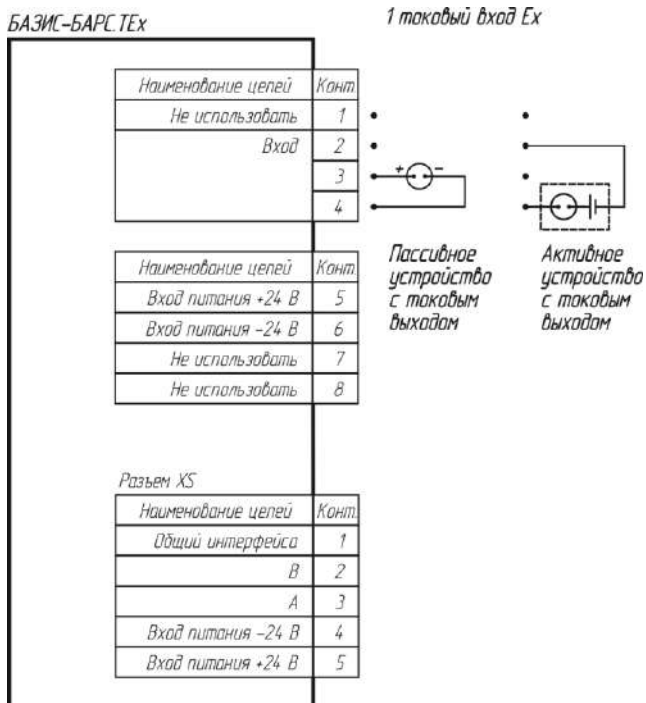 БАЗИС-БАРС.ТЕх
1 токовый вход Ех
Наименование цепей Конт.
Не использовать 1
Вход 2
3
4
+ -
Пассивное
устройство
с токовым
выходом
Активное
устройство
с токовым
выходом
Наименование цепей Конт.
Вход питания +24 В 5
Вход питания -24 В 6
Не использовать 7
Не использовать 8
Разъем XS
Наименование цепей Конт.
Общий интерфейса 1
В 2
А 3
Вход питания -24 В 4
Вход питания +24 В 5